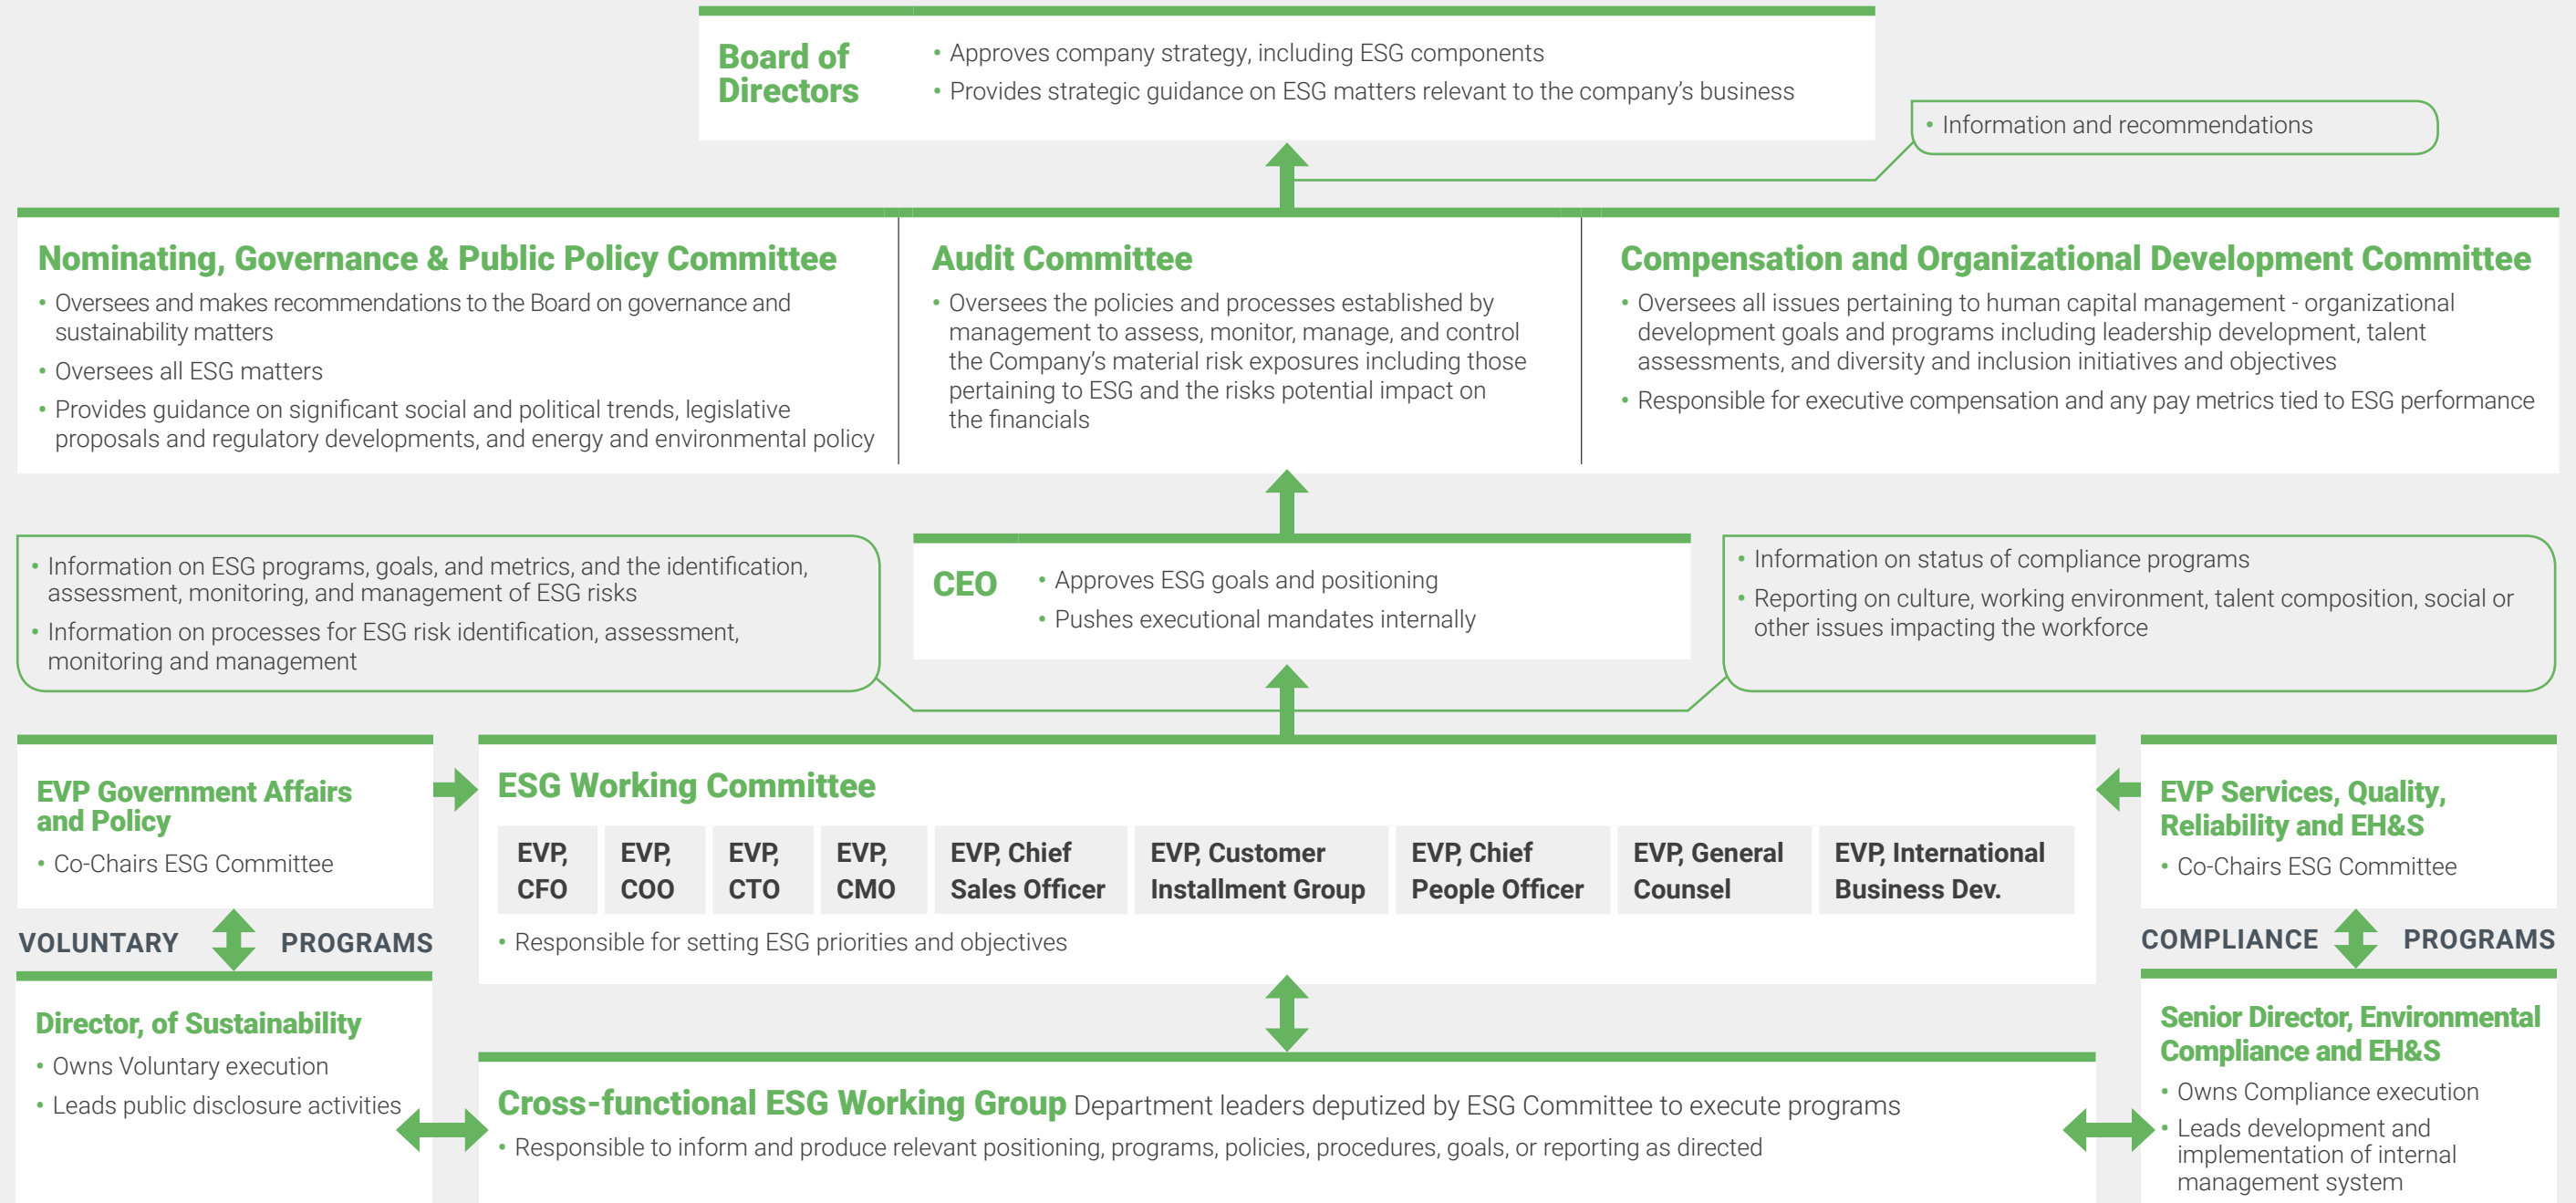 Board of
Directors
• Approves company strategy, including ESG components
• Provides strategic guidance on ESG matters relevant to the company’s business
• Information and recommendations
Nominating, Governance & Public Policy Committee
• Oversees and makes recommendations to the Board on governance and
sustainability matters
• Oversees all ESG matters
• Provides guidance on significant social and political trends, legislative
proposals and regulatory developments, and energy and environmental policy
Audit Committee
• Oversees the policies and processes established by
management to assess, monitor, manage, and control
the Company’s material risk exposures including those
pertaining to ESG and the risks potential impact on
the financials
Compensation and Organizational Development Committee
• Oversees all issues pertaining to human capital management - organizational
development goals and programs including leadership development, talent
assessments, and diversity and inclusion initiatives and objectives
• Responsible for executive compensation and any pay metrics tied to ESG performance
• Information on ESG programs, goals, and metrics, and the identification,
assessment, monitoring, and management of ESG risks
• Information on processes for ESG risk identification, assessment,
monitoring and management
CEO
• Approves ESG goals and positioning
• Pushes executional mandates internally
• Information on status of compliance programs
• Reporting on culture, working environment, talent composition, social or
other issues impacting the workforce
EVP Government Affairs
and Policy
• Co-Chairs ESG Committee
ESG Working Committee
EVP,
CFO
EVP,
COO
EVP,
CTO
EVP,
CMO
EVP, Chief
Sales Officer
EVP, Customer
Installment Group
EVP, Chief
People Officer
EVP, General
Counsel
EVP, International
Business Dev.
• Responsible for setting ESG priorities and objectives
EVP Services, Quality,
Reliability and EH&S
• Co-Chairs ESG Committee
VOLUNTARY PROGRAMS
COMPLIANCE PROGRAMS
Director, of Sustainability
• Owns Voluntary execution
• Leads public disclosure activities
Cross-functional ESG Working Group Department leaders deputized by ESG Committee to execute programs
• Responsible to inform and produce relevant positioning, programs, policies, procedures, goals, or reporting as directed
Senior Director, Environmental
Compliance and EH&S
• Owns Compliance execution
• Leads development and
implementation of internal
management system